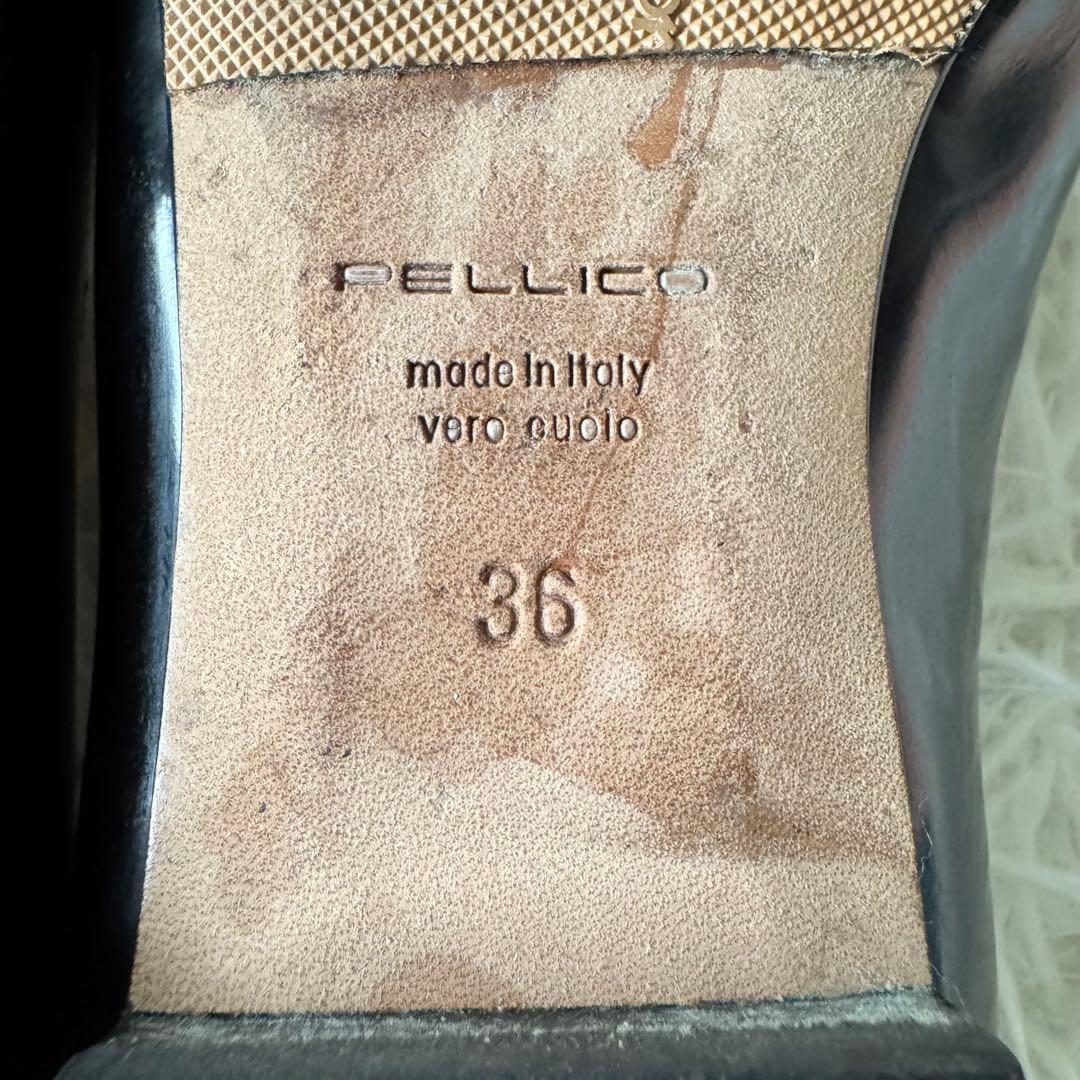 PELLICO
made in Italy
vero cuoio
36